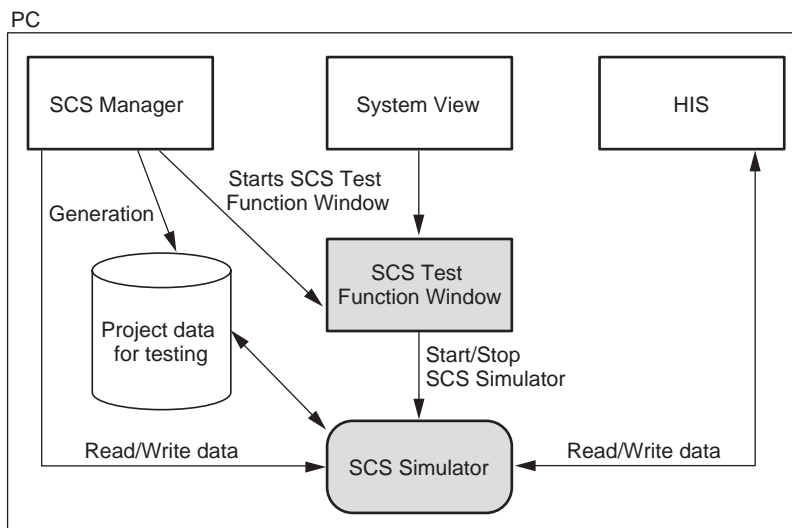 PC
SCS Manager
System View
HIS
Starts SCS Test
Function Window
Generation
SCS Test
Function Window
Project data
for testing
Start/Stop
SCS Simulator
Read/Write data
SCS Simulator
Read/Write data